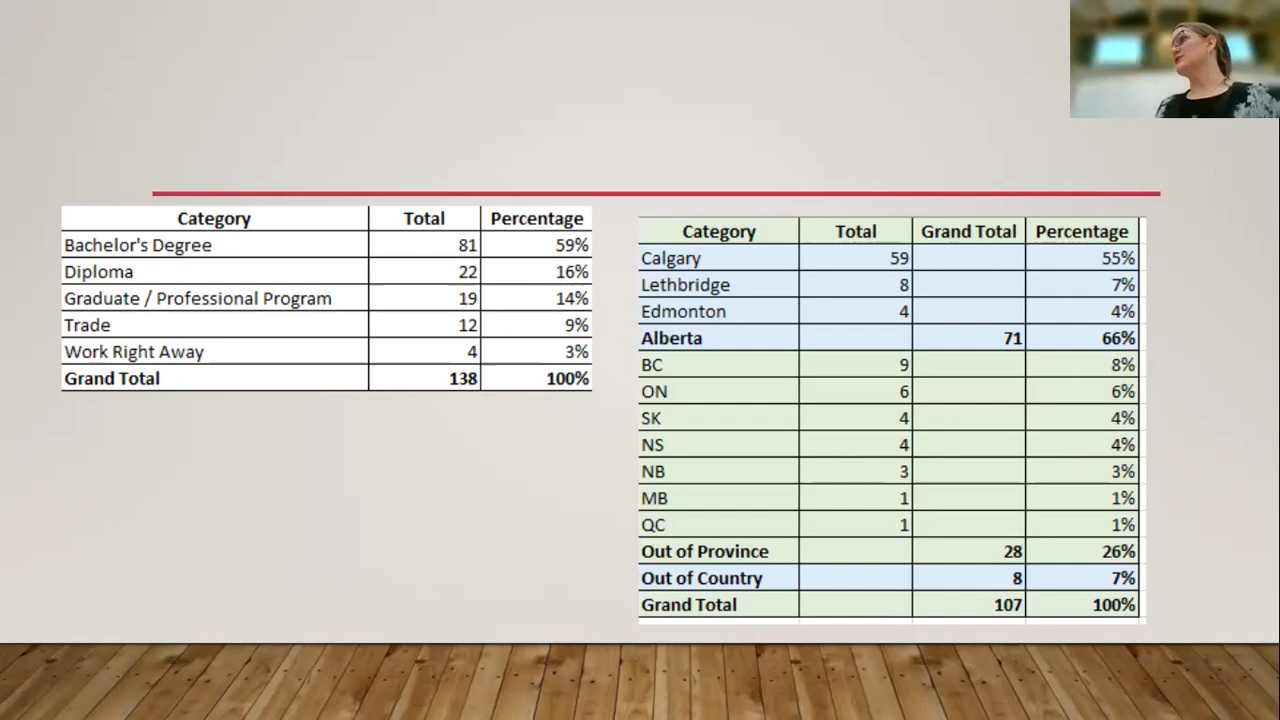 Category Total Percentage
Bachelor's Degree 81 59%
Diploma 22 16%
Graduate / Professional Program 19 14%
Trade 12 9%
Work Right Away 4 3%
Grand Total 138 100%
Category Total Grand Total Percentage
Calgary 59 55%
Lethbridge 8 7%
Edmonton 4 4%
Alberta 71 66%
BC 9 8%
ON 6 6%
SK 4 4%
NS 4 4%
NB 3 3%
MB 1 1%
QC 1 1%
Out of Province 28 26%
Out of Country 8 7%
Grand Total 107 100%